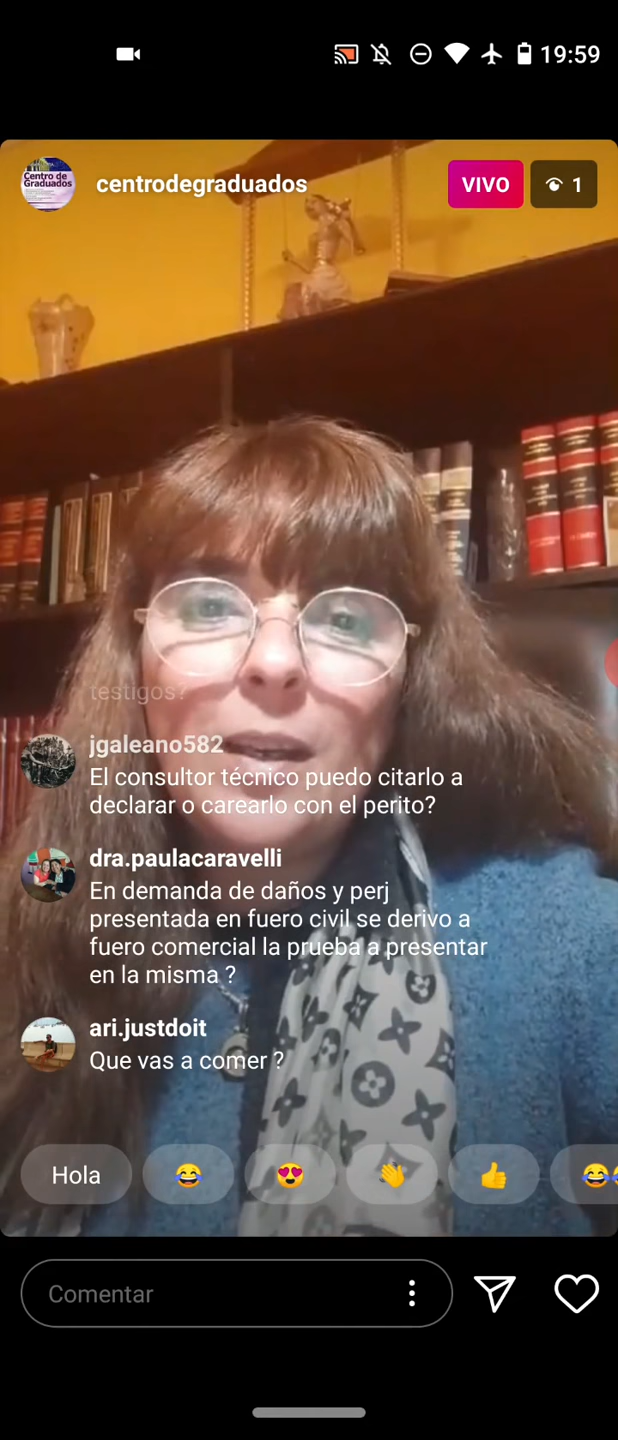 19:59
Centro de
Graduados
centrodegraduados
VIVO
1
testigos?
jgaleano582
El consultor técnico puedo citarlo a
declarar o carearlo con el perito?
dra.paulacaravelli
En demanda de daños y perj
presentada en fuero civil se derivo a
fuero comercial la prueba a presentar
en la misma ?
ari.justdoit
Que vas a comer ?
Hola
Comentar